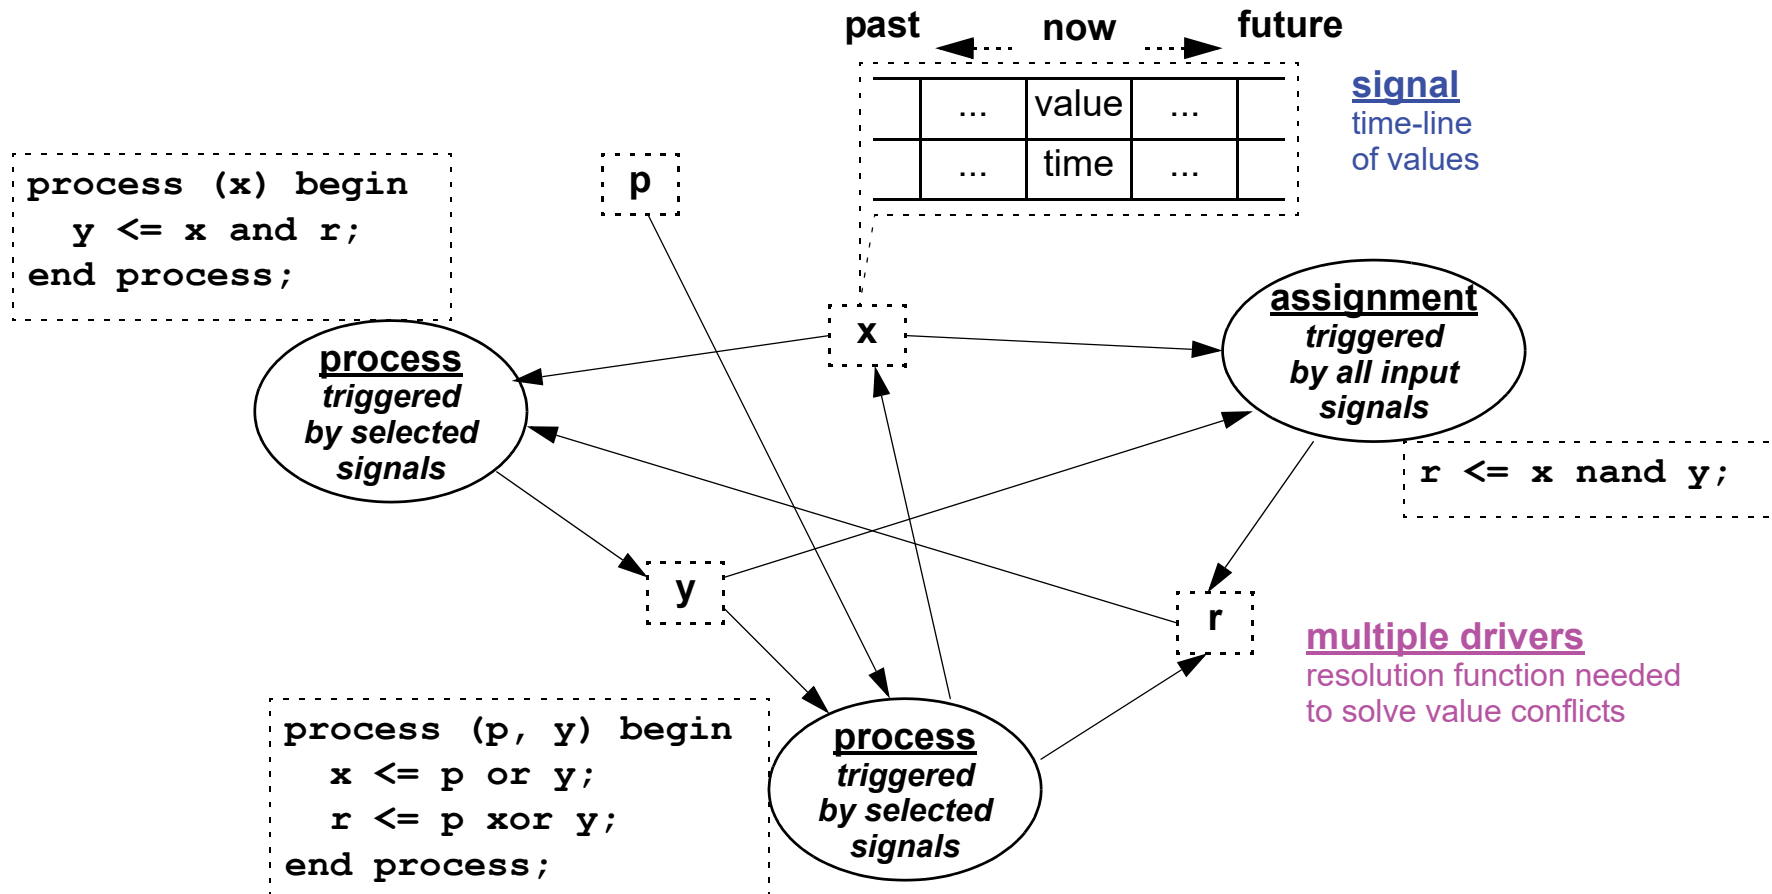 past now future
signal
time-line
of values
... value ...
... time ...
process (x) begin
  y <= x and r;
end process;
p
x
assignment
triggered
by all input
signals
process
triggered
by selected
signals
r <= x nand y;
y
r
multiple drivers
resolution function needed
to solve value conflicts
process (p, y) begin
  x <= p or y;
  r <= p xor y;
end process;
process
triggered
by selected
signals